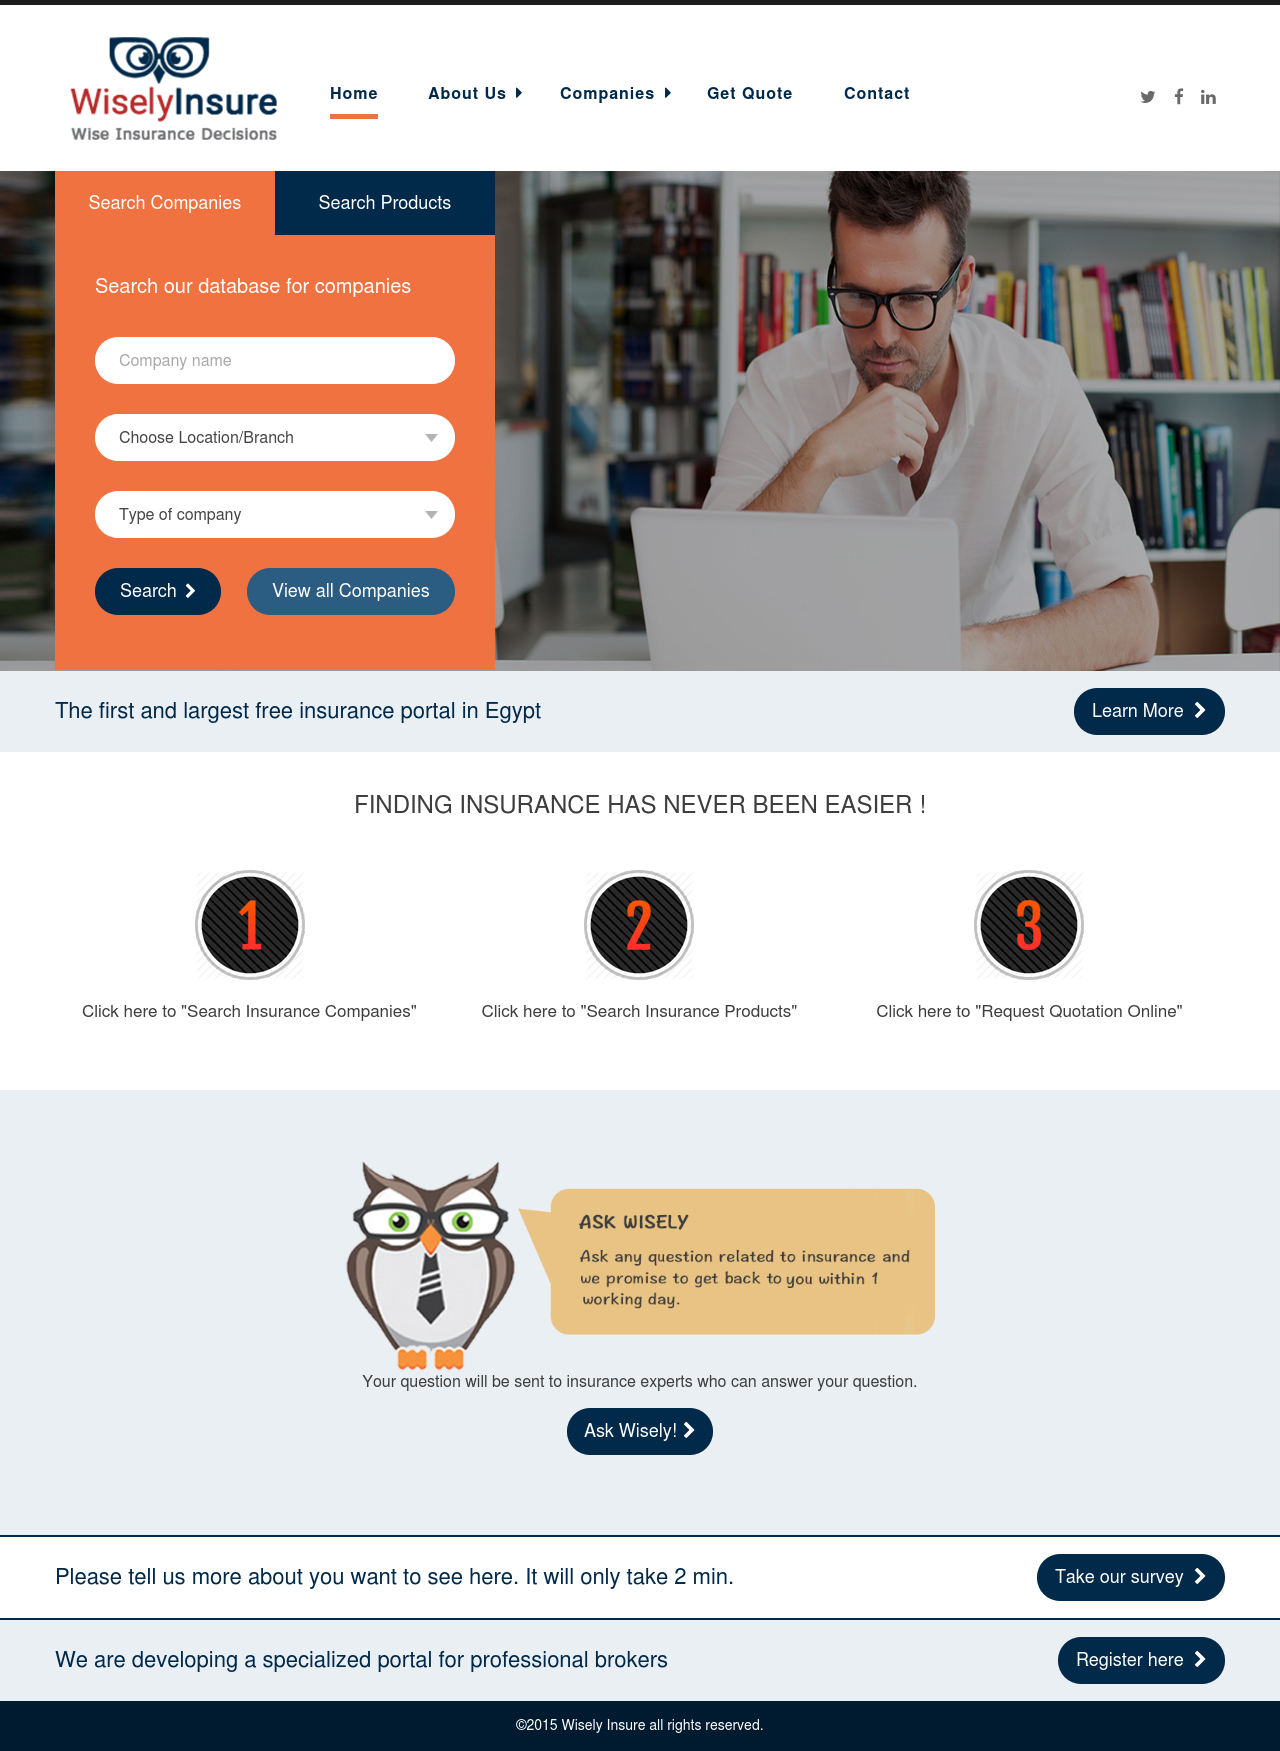 WiselyInsure
Wise Insurance Decisions
Home
About Us
Companies
Get Quote
Contact
Search Companies
Search Products
Search our database for companies
Company name
Choose Location/Branch
Type of company
Search
View all Companies
The first and largest free insurance portal in Egypt
Learn More
FINDING INSURANCE HAS NEVER BEEN EASIER !
1
2
3
Click here to "Search Insurance Companies"
Click here to "Search Insurance Products"
Click here to "Request Quotation Online"
ASK WISELY
Ask any question related to insurance and
we promise to get back to you within 1
working day.
Your question will be sent to insurance experts who can answer your question.
Ask Wisely!
Please tell us more about you want to see here. It will only take 2 min.
Take our survey
We are developing a specialized portal for professional brokers
Register here
©2015 Wisely Insure all rights reserved.